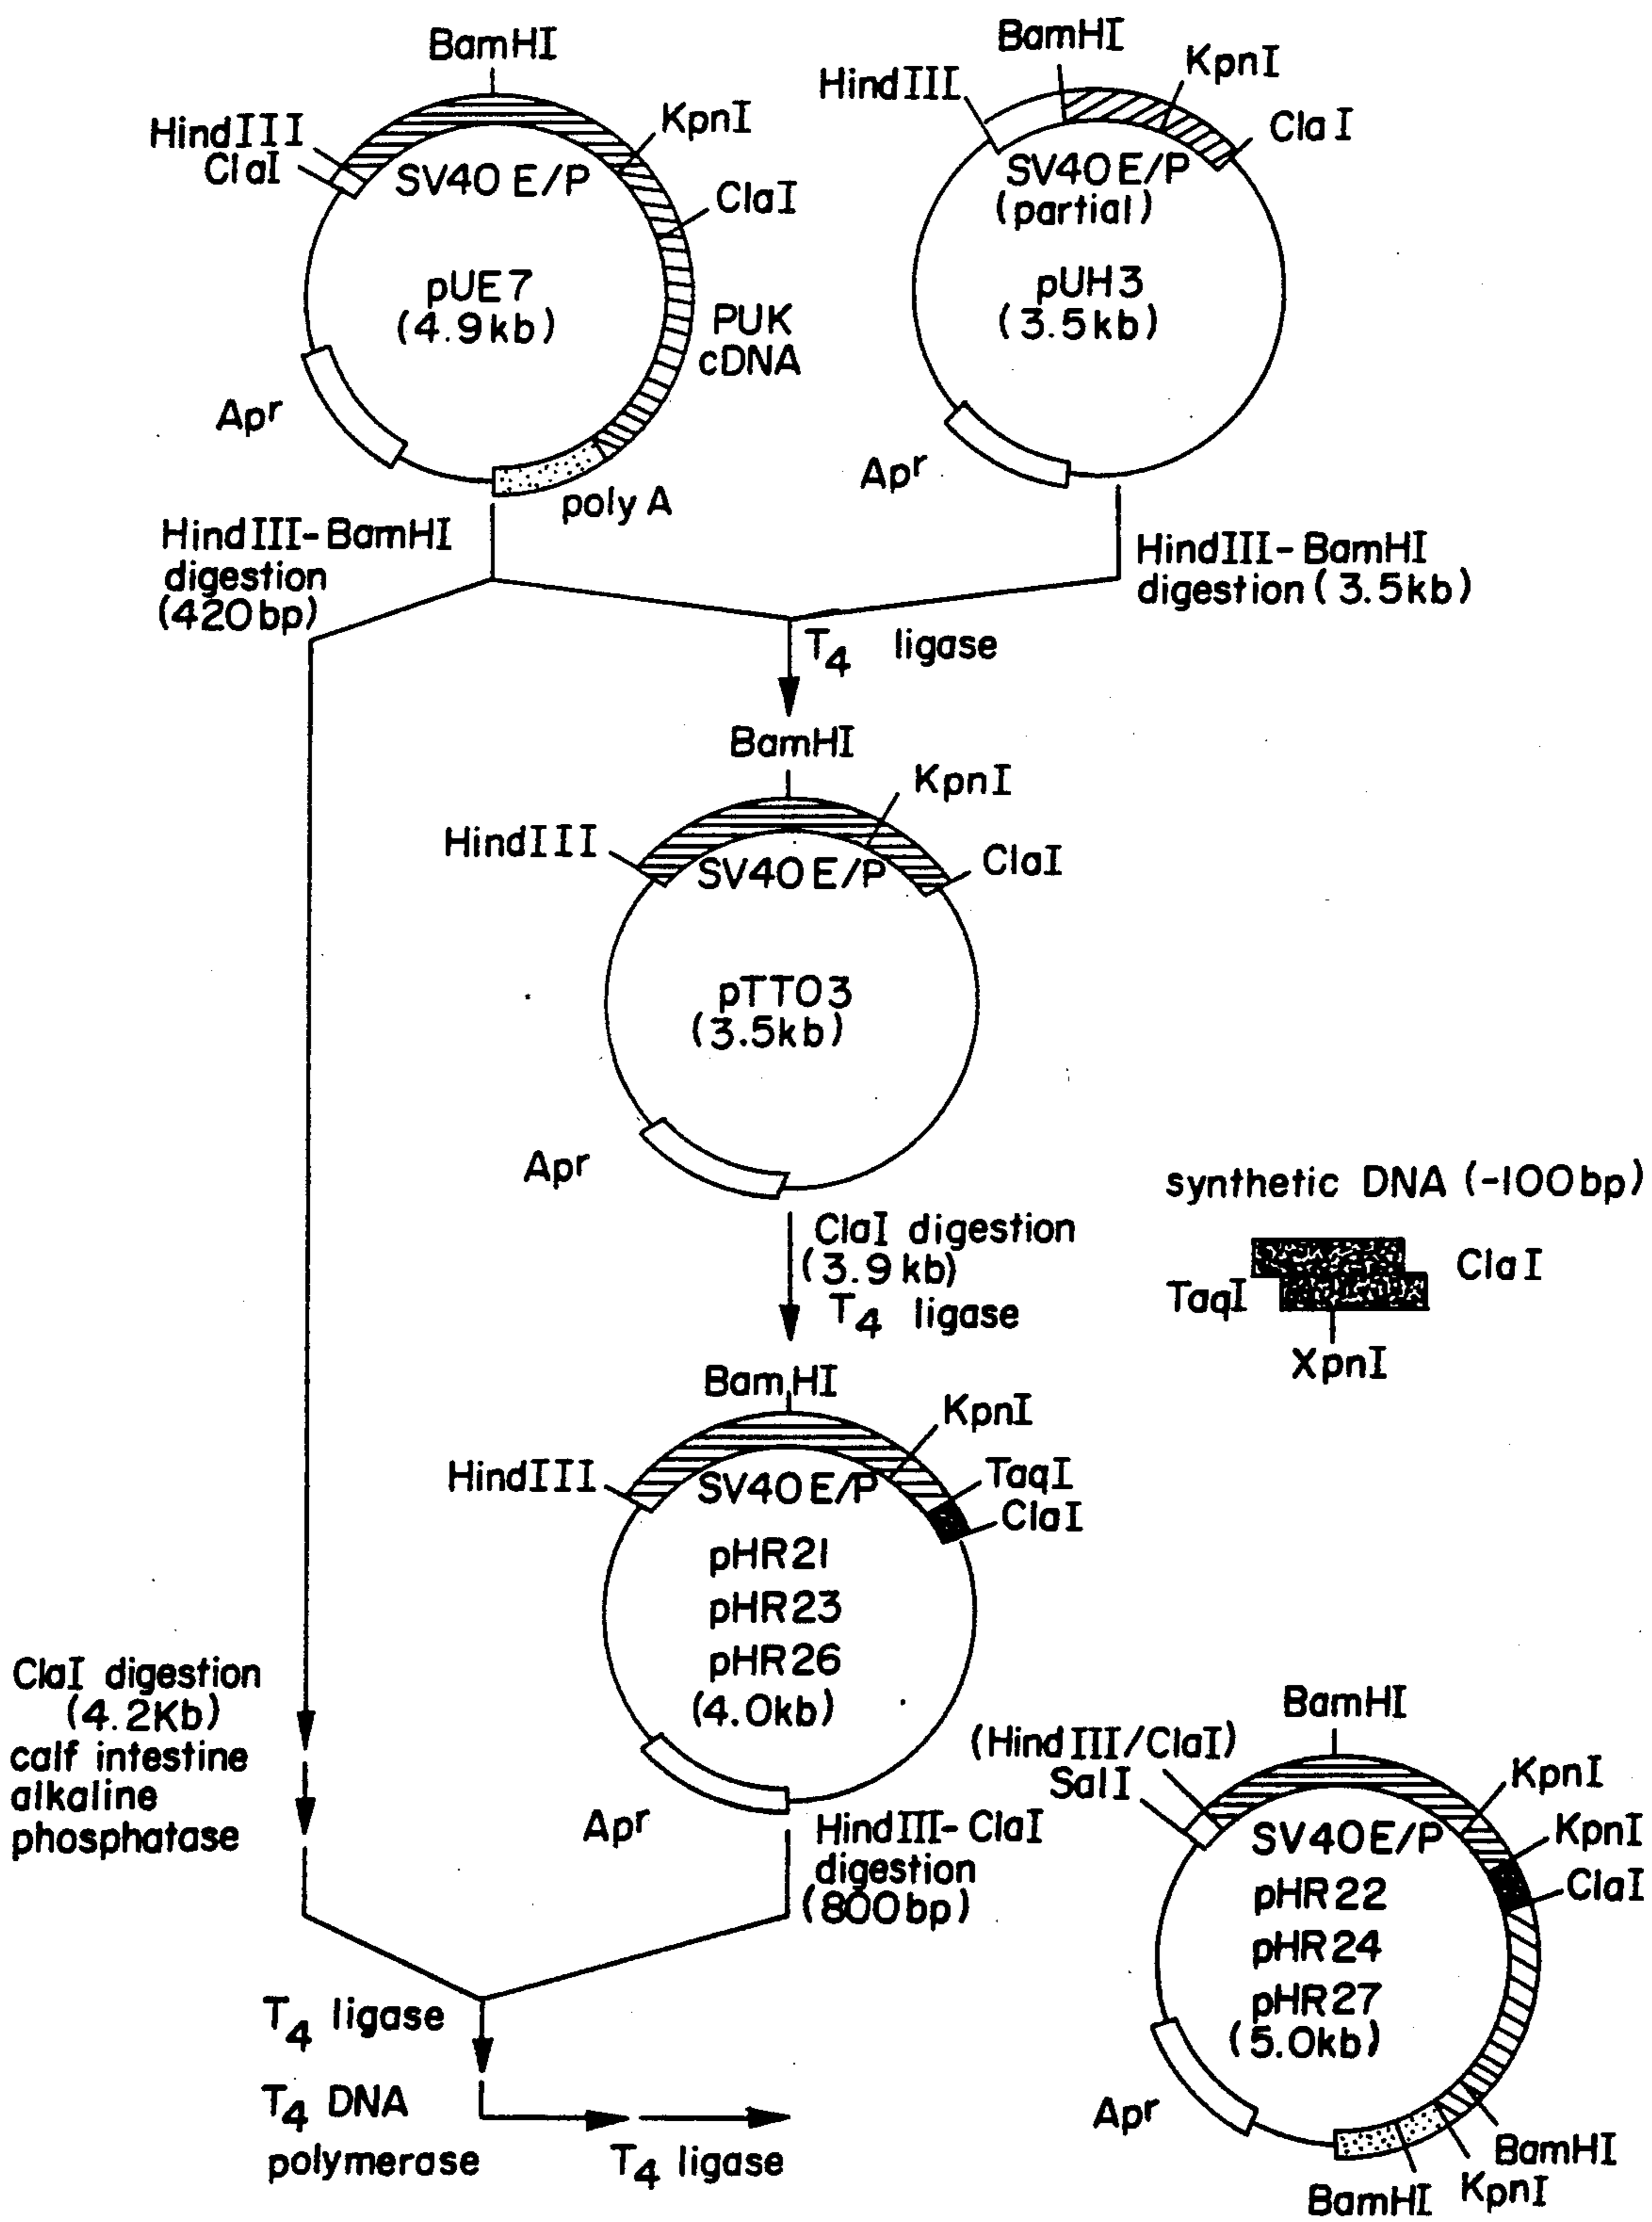 BamHI
HindIII
ClaI
KpnI
ClaI
SV40 E/P
pUE7
(4.9kb)
PUK
cDNA
Apr
poly A
BamHI
HindIII
KpnI
ClaI
SV40 E/P
(partial)
pUH3
(3.5kb)
Apr
HindIII-BamHI
digestion
(420bp)
HindIII-BamHI
digestion (3.5kb)
T4 ligase
BamHI
KpnI
HindIII
ClaI
SV40 E/P
pTT03
(3.5kb)
Apr
ClaI digestion
(3.9 kb)
T4 ligase
synthetic DNA (-100bp)
ClaI
TaqI
XpnI
BamHI
KpnI
HindIII
TaqI
ClaI
SV40 E/P
pHR21
pHR23
pHR26
(4.0kb)
Apr
ClaI digestion
(4.2Kb)
calf intestine
alkaline
phosphatase
HindIII-ClaI
digestion
(800bp)
T4 ligase
T4 DNA
polymerase
T4 ligase
BamHI
(HindIII/ClaI)
SalI
KpnI
KpnI
ClaI
SV40E/P
pHR22
pHR24
pHR27
(5.0kb)
Apr
BamHI
KpnI
BamHI